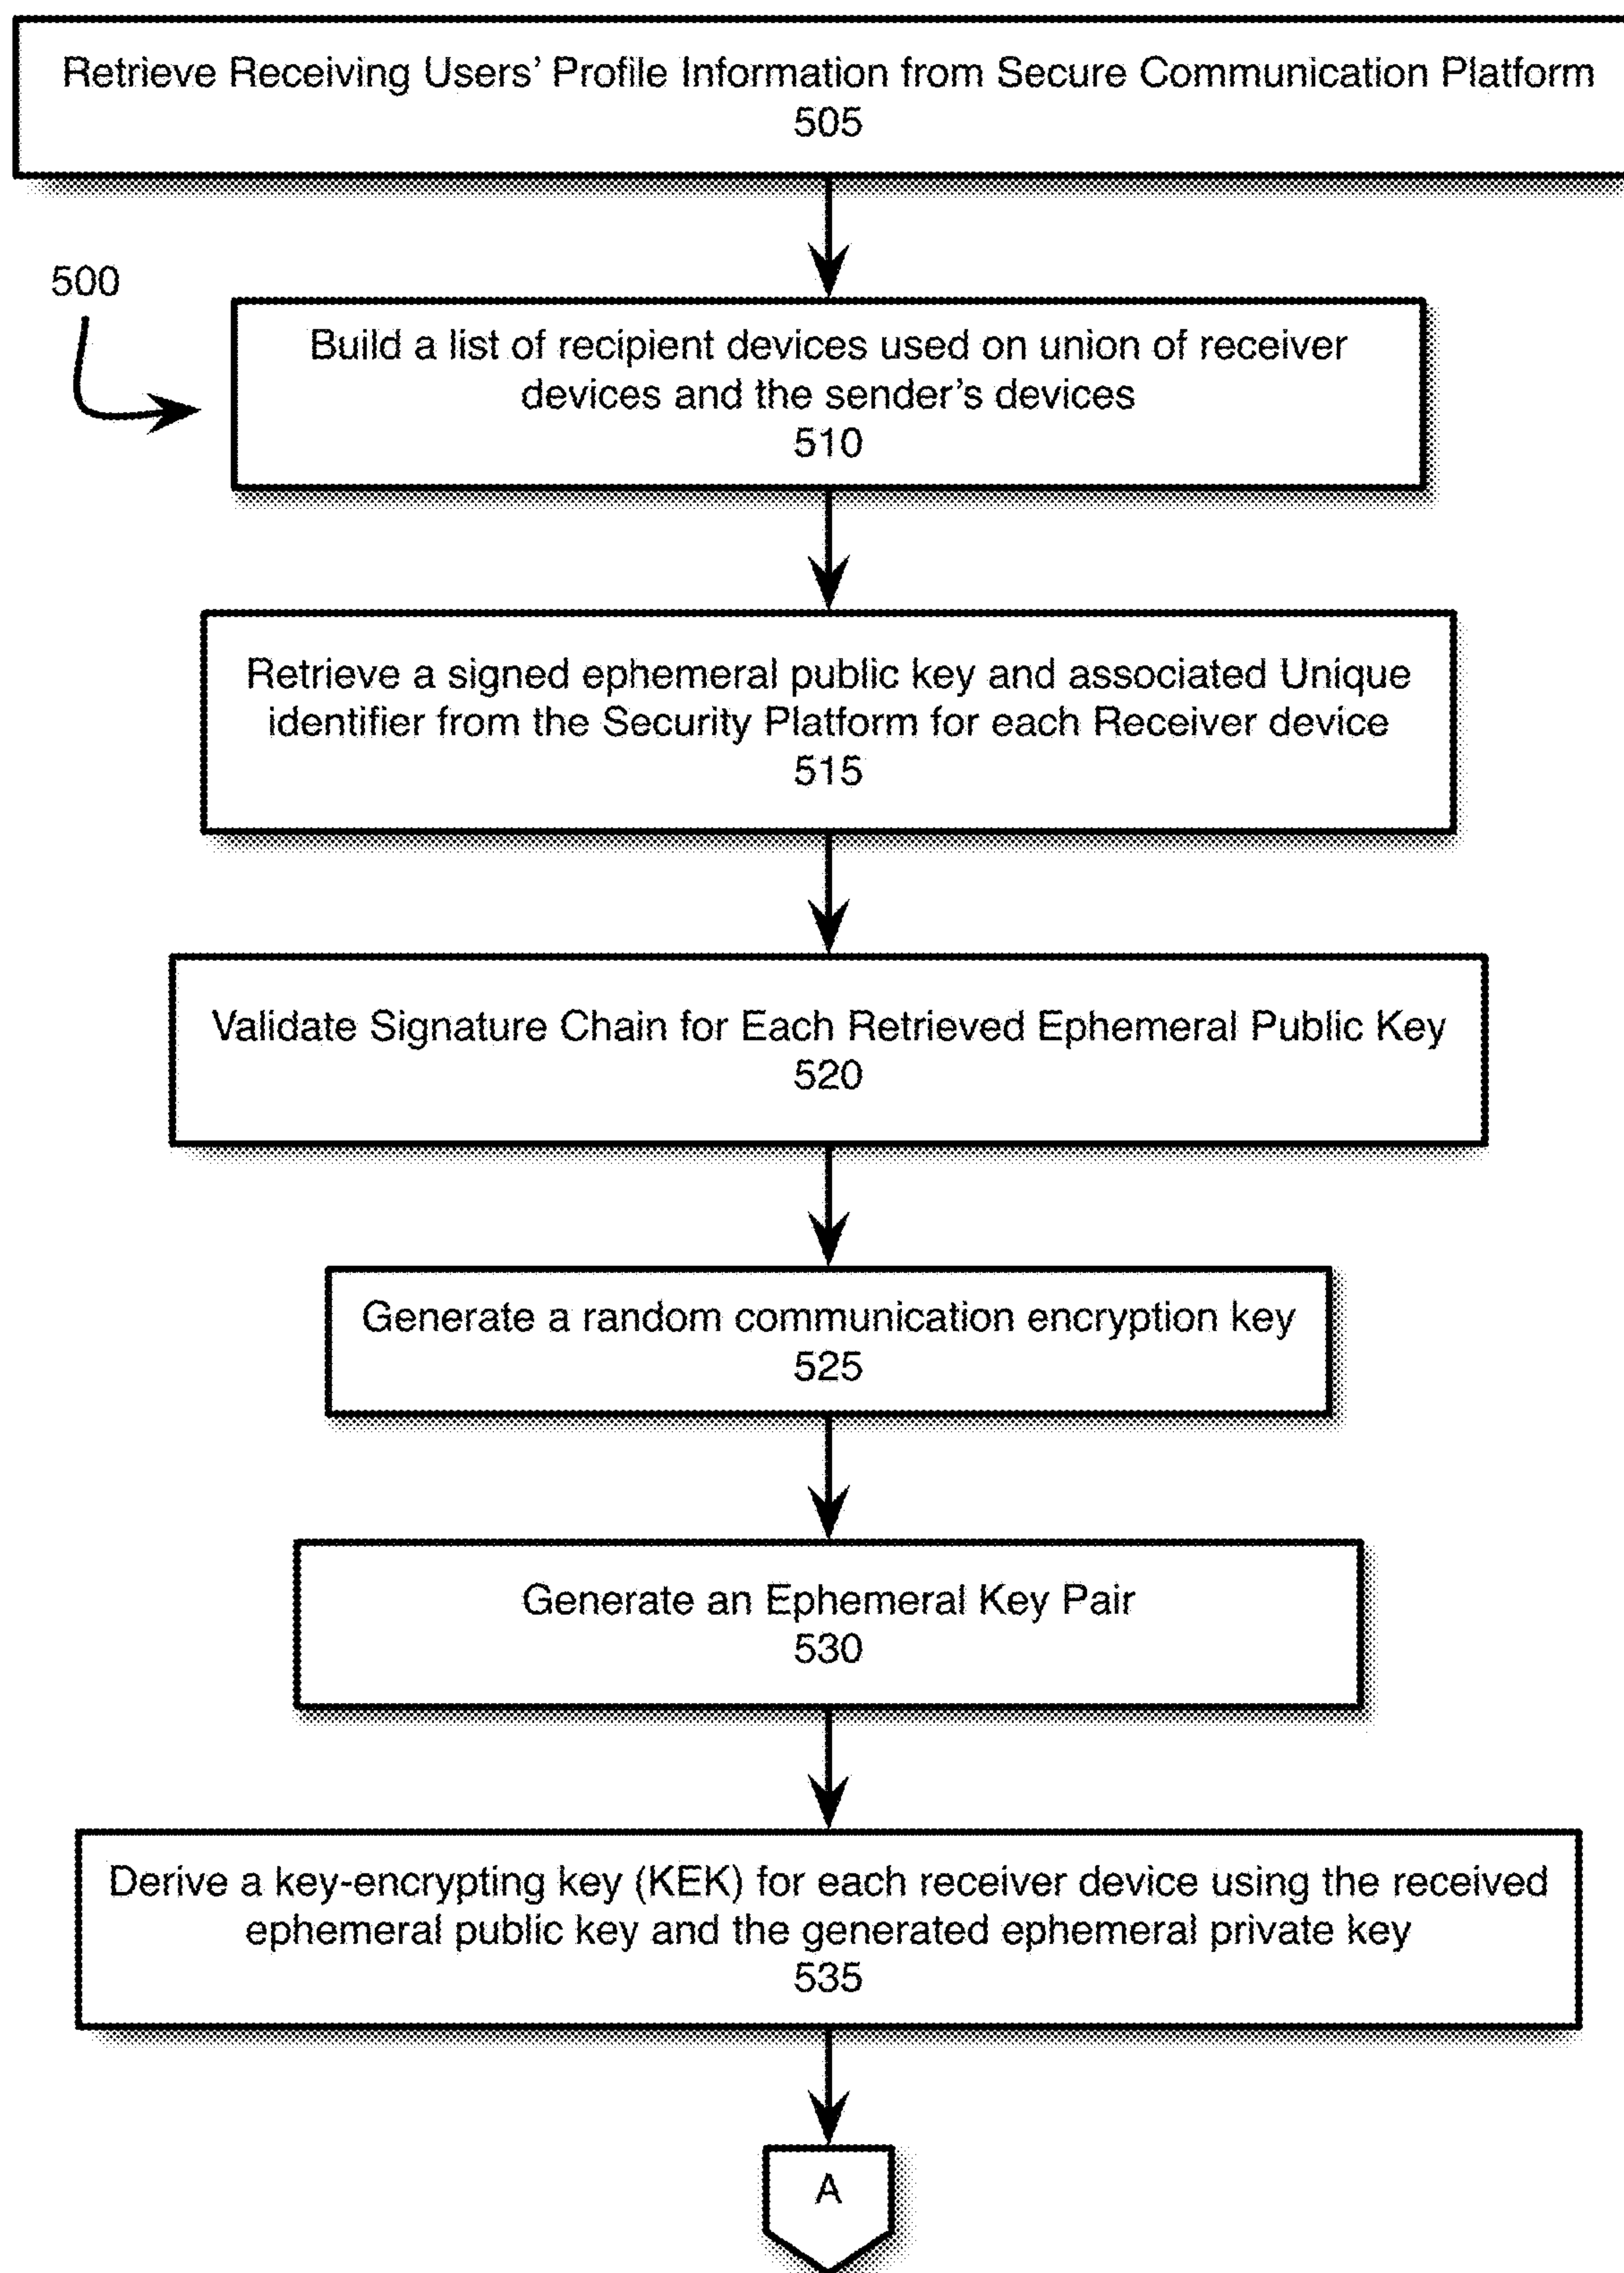 Retrieve Receiving Users’ Profile Information from Secure Communication Platform
505
500
Build a list of recipient devices used on union of receiver
devices and the sender’s devices
510
Retrieve a signed ephemeral public key and associated Unique
identifier from the Security Platform for each Receiver device
515
Validate Signature Chain for Each Retrieved Ephemeral Public Key
520
Generate a random communication encryption key
525
Generate an Ephemeral Key Pair
530
Derive a key-encrypting key (KEK) for each receiver device using the received
ephemeral public key and the generated ephemeral private key
535
A